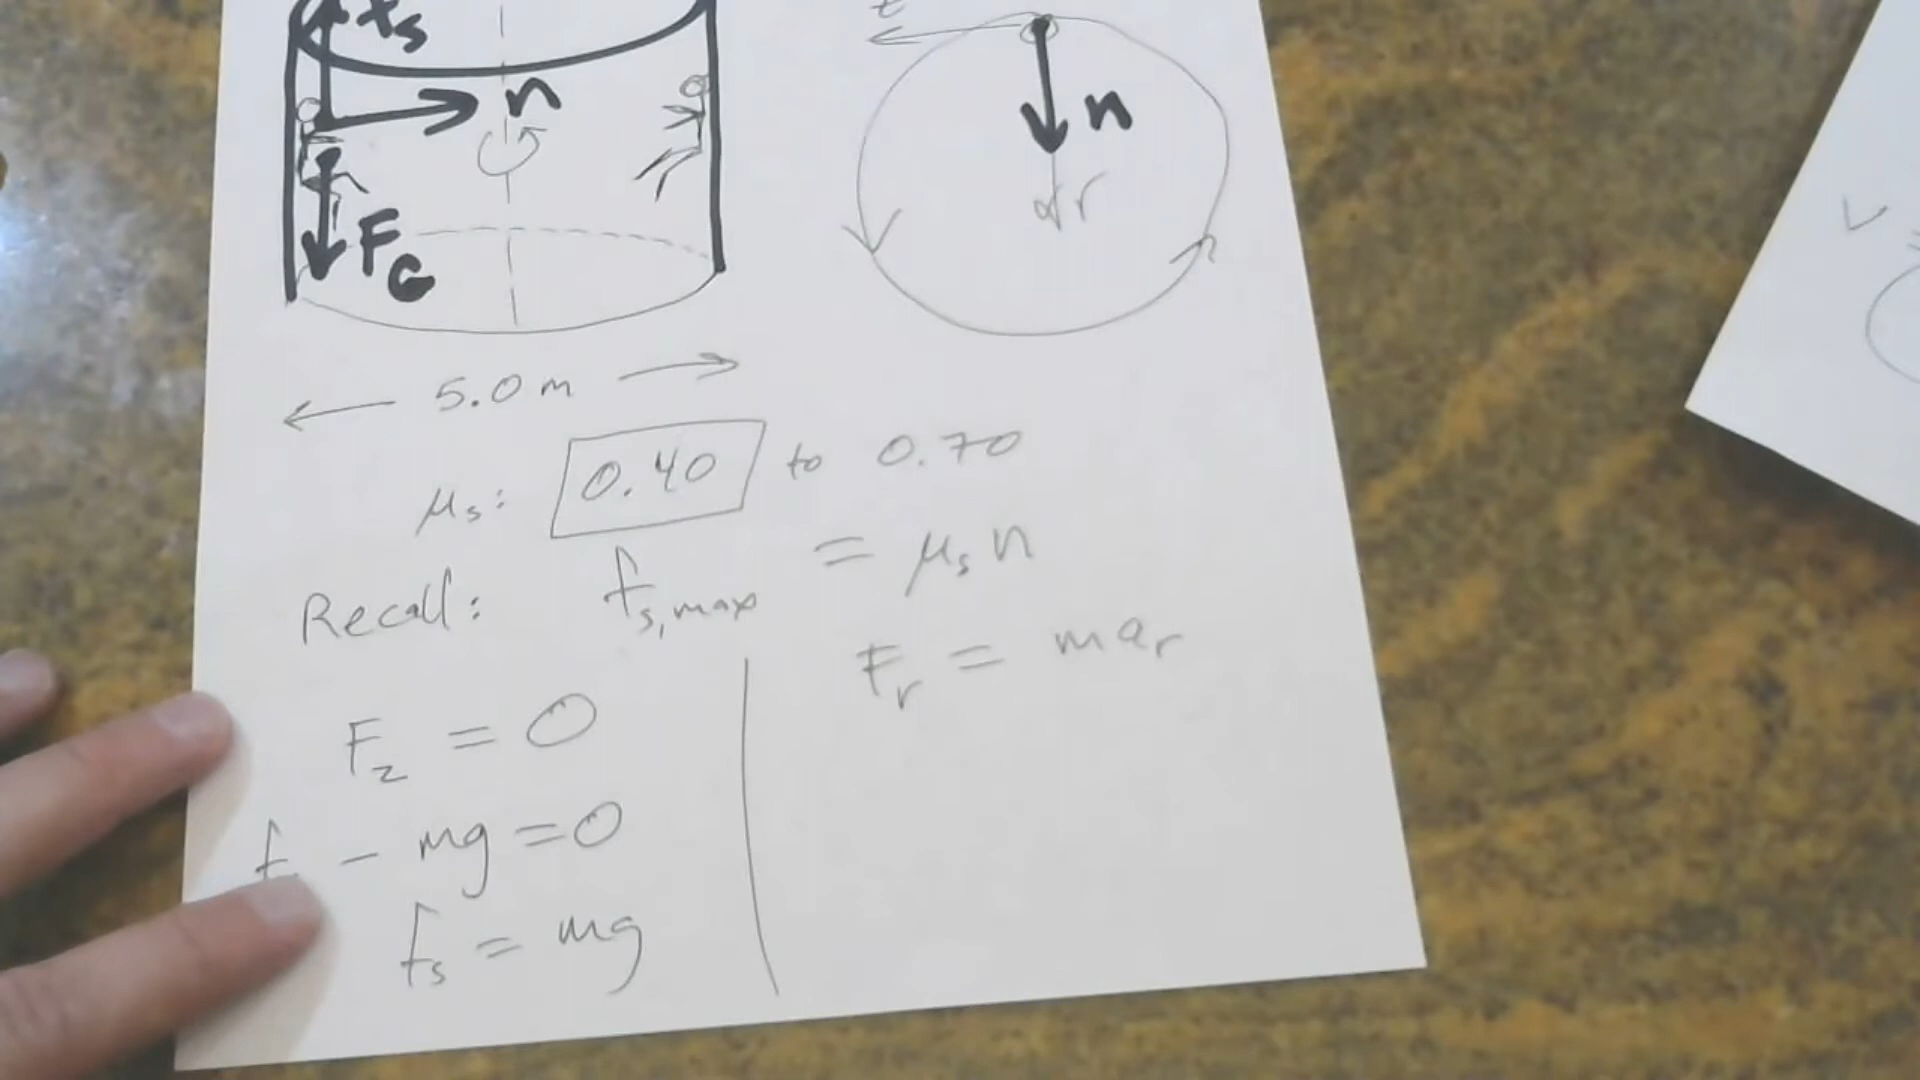 fs
n
FG
t
n
r
5.0 m
μs: 0.40 to 0.70
Recall: fs,max = μs n
Fz = 0
f - mg = 0
fs = mg
Fr = mar
v =